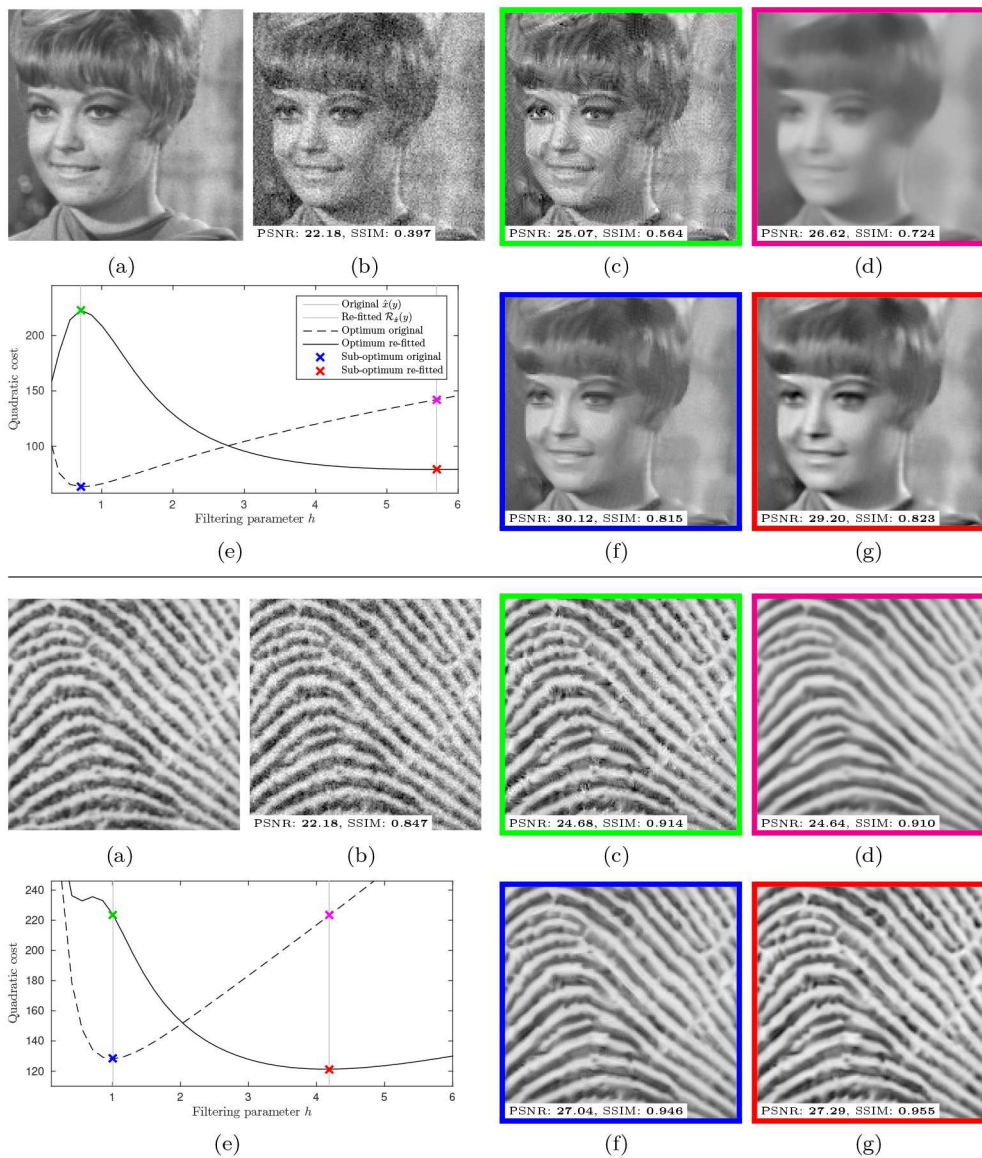 PSNR: 22.18, SSIM: 0.397
PSNR: 25.07, SSIM: 0.564
PSNR: 26.62, SSIM: 0.724
(a)
(b)
(c)
(d)
Quadratic cost
200
150
100
1
2
3
4
5
6
Filtering parameter h
Original x̂(y)
Re-fitted ℛx̂(y)
Optimum original
Optimum re-fitted
Sub-optimum original
Sub-optimum re-fitted
(e)
PSNR: 30.12, SSIM: 0.815
PSNR: 29.20, SSIM: 0.823
(f)
(g)
PSNR: 22.18, SSIM: 0.847
PSNR: 24.68, SSIM: 0.914
PSNR: 24.64, SSIM: 0.910
(a)
(b)
(c)
(d)
Quadratic cost
240
220
200
180
160
140
120
1
2
3
4
5
6
Filtering parameter h
(e)
PSNR: 27.04, SSIM: 0.946
PSNR: 27.29, SSIM: 0.955
(f)
(g)